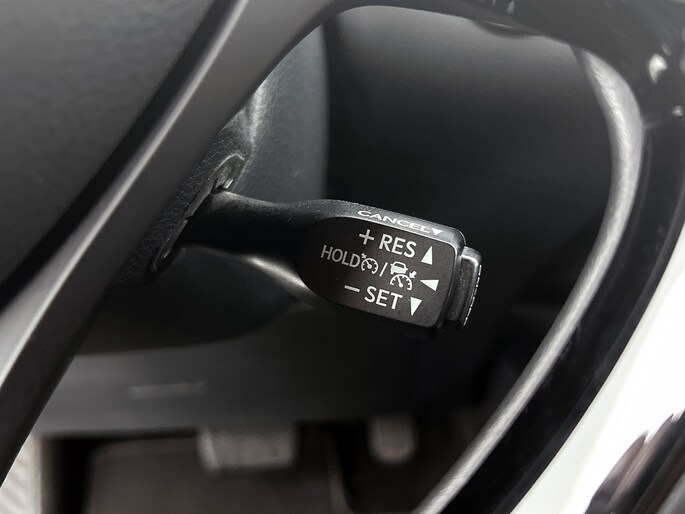 CANCEL▼
+ RES ▲
HOLD / ◀
− SET ▼